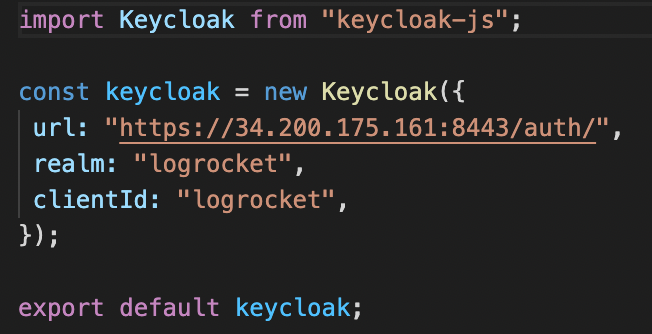 import Keycloak from "keycloak-js";
const keycloak = new Keycloak({
url: "https://34.200.175.161:8443/auth/",
realm: "logrocket",
clientId: "logrocket",
});
export default keycloak;